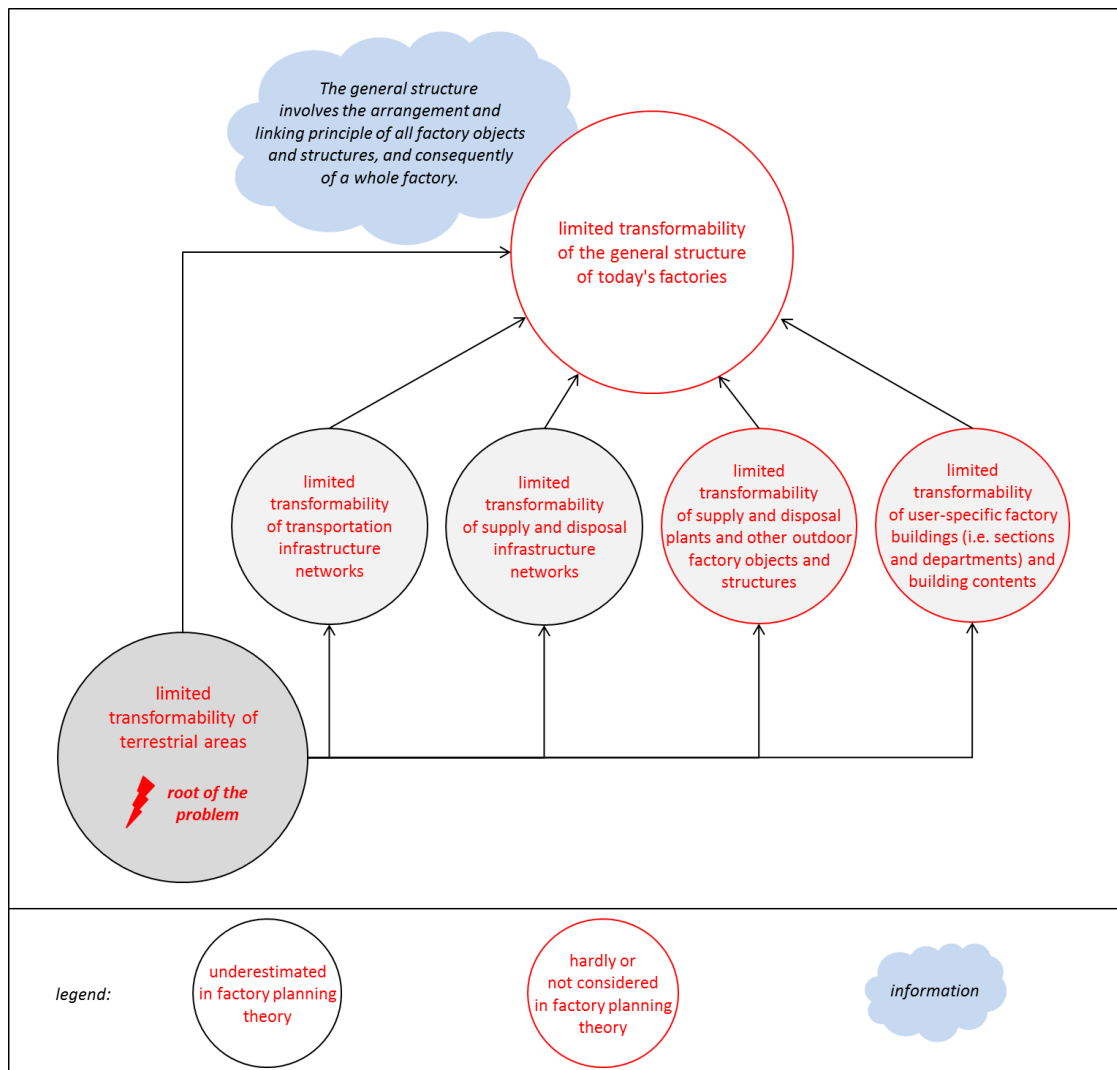 The general structure
involves the arrangement and
linking principle of all factory objects
and structures, and consequently
of a whole factory.
limited transformability
of the general structure
of today's factories
limited
transformability
of transportation
infrastructure
networks
limited
transformability
of supply and disposal
infrastructure
networks
limited
transformability
of supply and disposal
plants and other outdoor
factory objects and
structures
limited
transformability
of user-specific factory
buildings (i.e. sections
and departments) and
building contents
limited
transformability of
terrestrial areas
root of the
problem
legend:
underestimated
in factory planning
theory
hardly or
not considered
in factory planning
theory
information